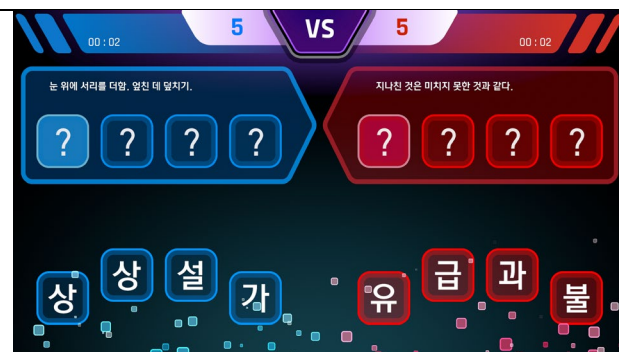 5 VS 5
00 : 02
00 : 02
눈 위에 서리를 더함. 엎친 데 덮치기.
지나친 것은 미치지 못한 것과 같다.
? ? ? ?
? ? ? ?
상 상 설 가
유 급 과 불